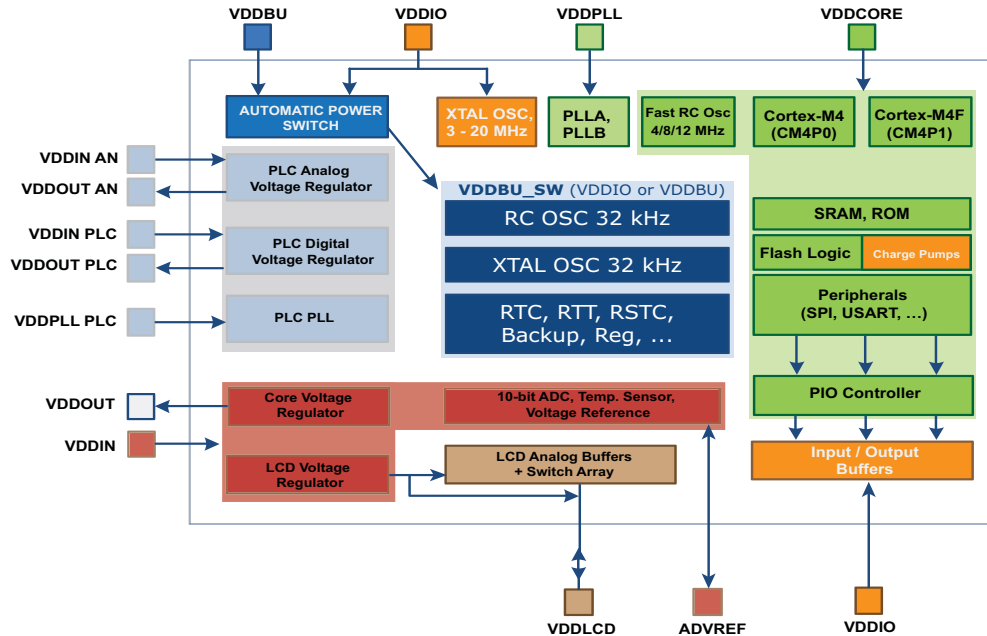 VDDBU
VDDIO
VDDPLL
VDDCORE
AUTOMATIC POWER
SWITCH
XTAL OSC,
3 - 20 MHz
PLLA,
PLLB
Fast RC Osc
4/8/12 MHz
Cortex-M4
(CM4P0)
Cortex-M4F
(CM4P1)
VDDIN AN
VDDOUT AN
PLC Analog
Voltage Regulator
VDDIN PLC
VDDOUT PLC
PLC Digital
Voltage Regulator
VDDPLL PLC
PLC PLL
VDDBU_SW (VDDIO or VDDBU)
RC OSC 32 kHz
XTAL OSC 32 kHz
RTC, RTT, RSTC,
Backup, Reg, ...
SRAM, ROM
Flash Logic
Charge Pumps
Peripherals
(SPI, USART, ...)
PIO Controller
Input / Output
Buffers
VDDOUT
VDDIN
Core Voltage
Regulator
10-bit ADC, Temp. Sensor,
Voltage Reference
LCD Voltage
Regulator
LCD Analog Buffers
+ Switch Array
VDDLCD
ADVREF
VDDIO